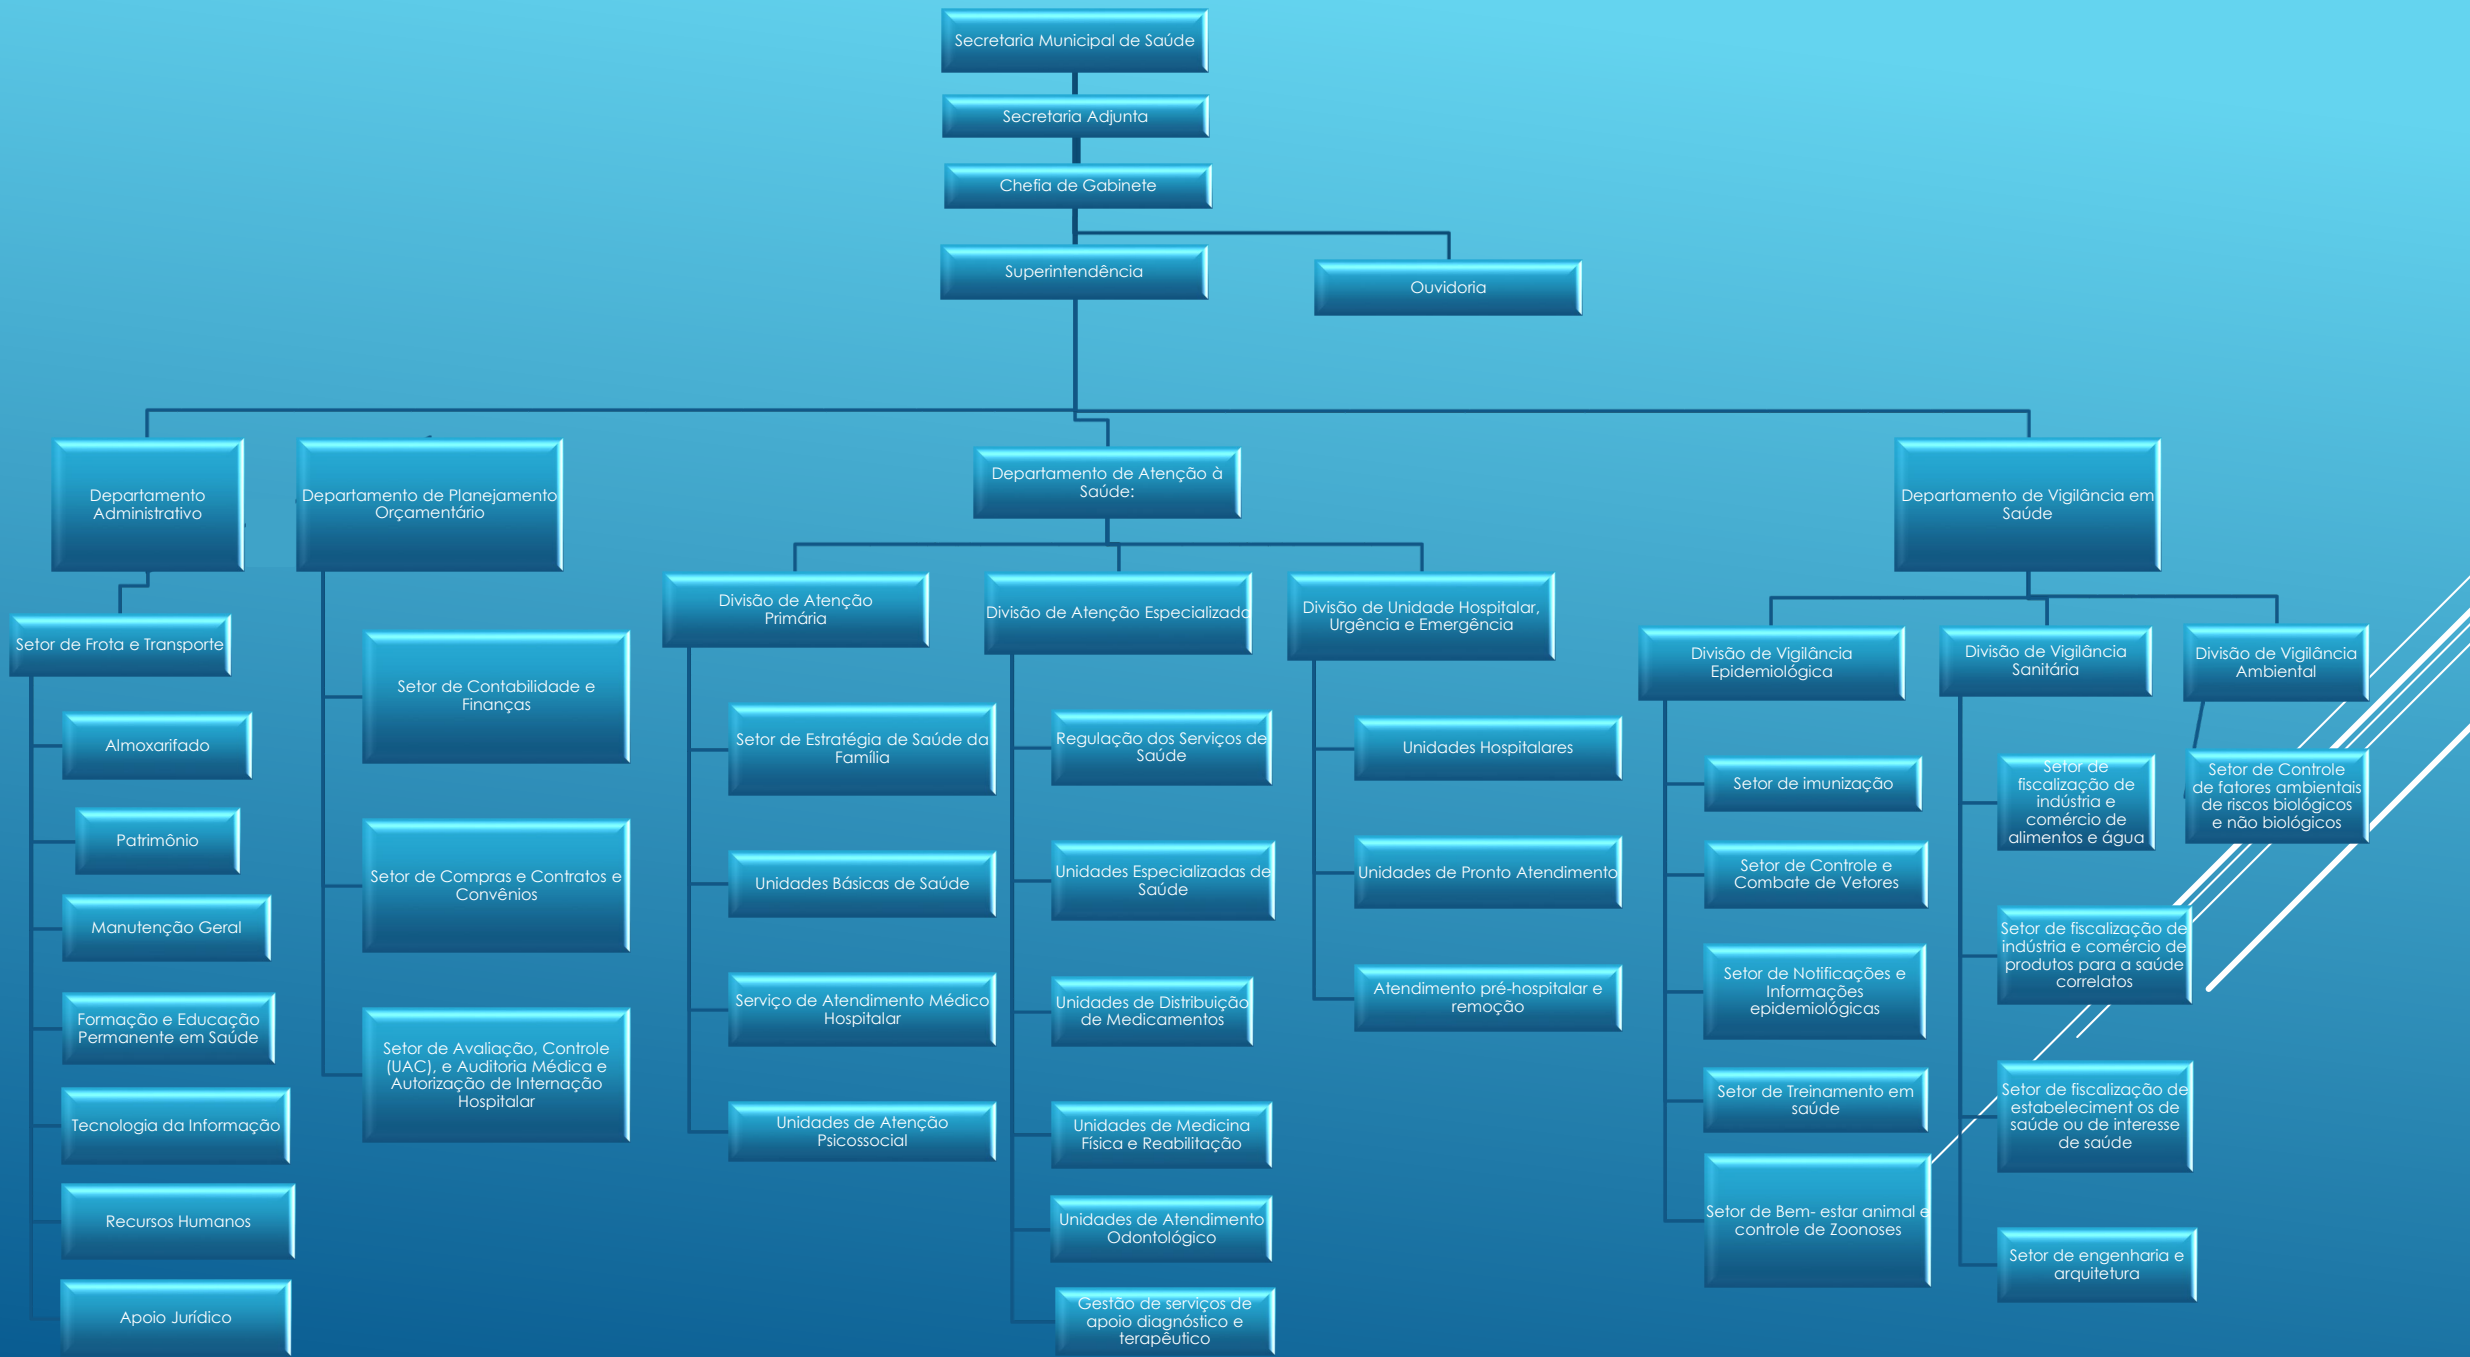 Secretaria Municipal de Saúde
Secretaria Adjunta
Chefia de Gabinete
Superintendência
Ouvidoria
Departamento
Administrativo
Setor de Frota e Transporte
Almoxarifado
Patrimônio
Manutenção Geral
Formação e Educação
Permanente em Saúde
Tecnologia da Informação
Recursos Humanos
Apoio Jurídico
Departamento de Planejamento
Orçamentário
Setor de Contabilidade e
Finanças
Setor de Compras e Contratos e
Convênios
Setor de Avaliação, Controle
(UAC), e Auditoria Médica e
Autorização de Internação
Hospitalar
Departamento de Atenção à
Saúde:
Divisão de Atenção
Primária
Setor de Estratégia de Saúde da
Família
Unidades Básicas de Saúde
Serviço de Atendimento Médico
Hospitalar
Unidades de Atenção
Psicossocial
Divisão de Atenção Especializada
Regulação dos Serviços de
Saúde
Unidades Especializadas de
Saúde
Unidades de Distribuição
de Medicamentos
Unidades de Medicina
Física e Reabilitação
Unidades de Atendimento
Odontológico
Gestão de serviços de
apoio diagnóstico e
terapêutico
Divisão de Unidade Hospitalar,
Urgência e Emergência
Unidades Hospitalares
Unidades de Pronto Atendimento
Atendimento pré-hospitalar e
remoção
Departamento de Vigilância em
Saúde
Divisão de Vigilância
Epidemiológica
Setor de imunização
Setor de Controle e
Combate de Vetores
Setor de Notificações e
Informações
epidemiológicas
Setor de Treinamento em
saúde
Setor de Bem- estar animal e
controle de Zoonoses
Divisão de Vigilância
Sanitária
Setor de
fiscalização de
indústria e
comércio de
alimentos e água
Setor de fiscalização de
indústria e comércio de
produtos para a saúde
correlatos
Setor de fiscalização de
estabeleciment os de
saúde ou de interesse
de saúde
Setor de engenharia e
arquitetura
Divisão de Vigilância
Ambiental
Setor de Controle
de fatores ambientais
de riscos biológicos
e não biológicos